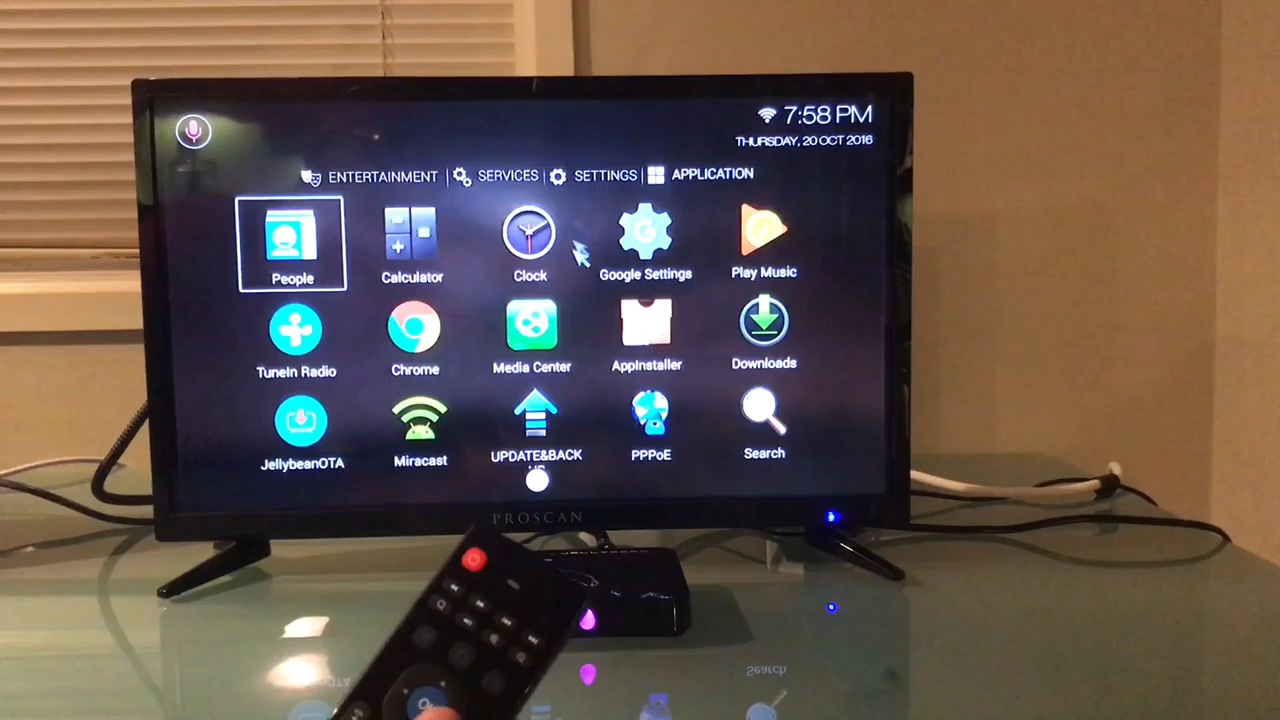 7:58 PM
THURSDAY, 20 OCT 2016
ENTERTAINMENT SERVICES SETTINGS APPLICATION
People Calculator Clock Google Settings Play Music
TuneIn Radio Chrome Media Center AppInstaller Downloads
JellybeanOTA Miracast UPDATE&BACK PPPoE Search
PROSCAN